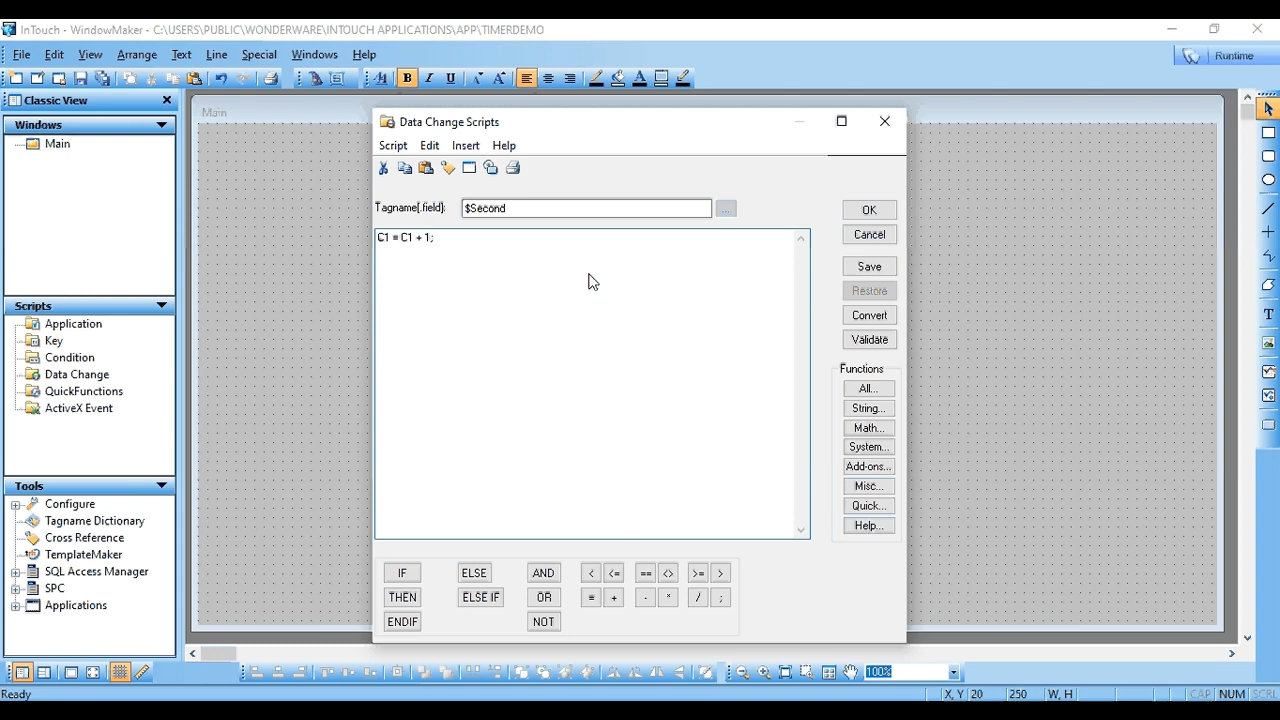 InTouch - WindowMaker - C:\USERS\PUBLIC\WONDERWARE\INTOUCH APPLICATIONS\APP\TIMERDEMO
File Edit View Arrange Text Line Special Windows Help
Runtime
Classic View
Windows
Main
Scripts
Application
Key
Condition
Data Change
QuickFunctions
ActiveX Event
Tools
Configure
Tagname Dictionary
Cross Reference
TemplateMaker
SQL Access Manager
SPC
Applications
Main
Data Change Scripts
Script Edit Insert Help
Tagname[.field]: $Second ...
C1 = C1 + 1;
OK
Cancel
Save
Restore
Convert
Validate
Functions
All...
String...
Math...
System...
Add-ons...
Misc...
Quick...
Help...
IF ELSE AND < <= == <> >= >
THEN ELSE IF OR = + - * / ;
ENDIF NOT
100%
Ready X, Y 20 250 W, H CAP NUM SCRL